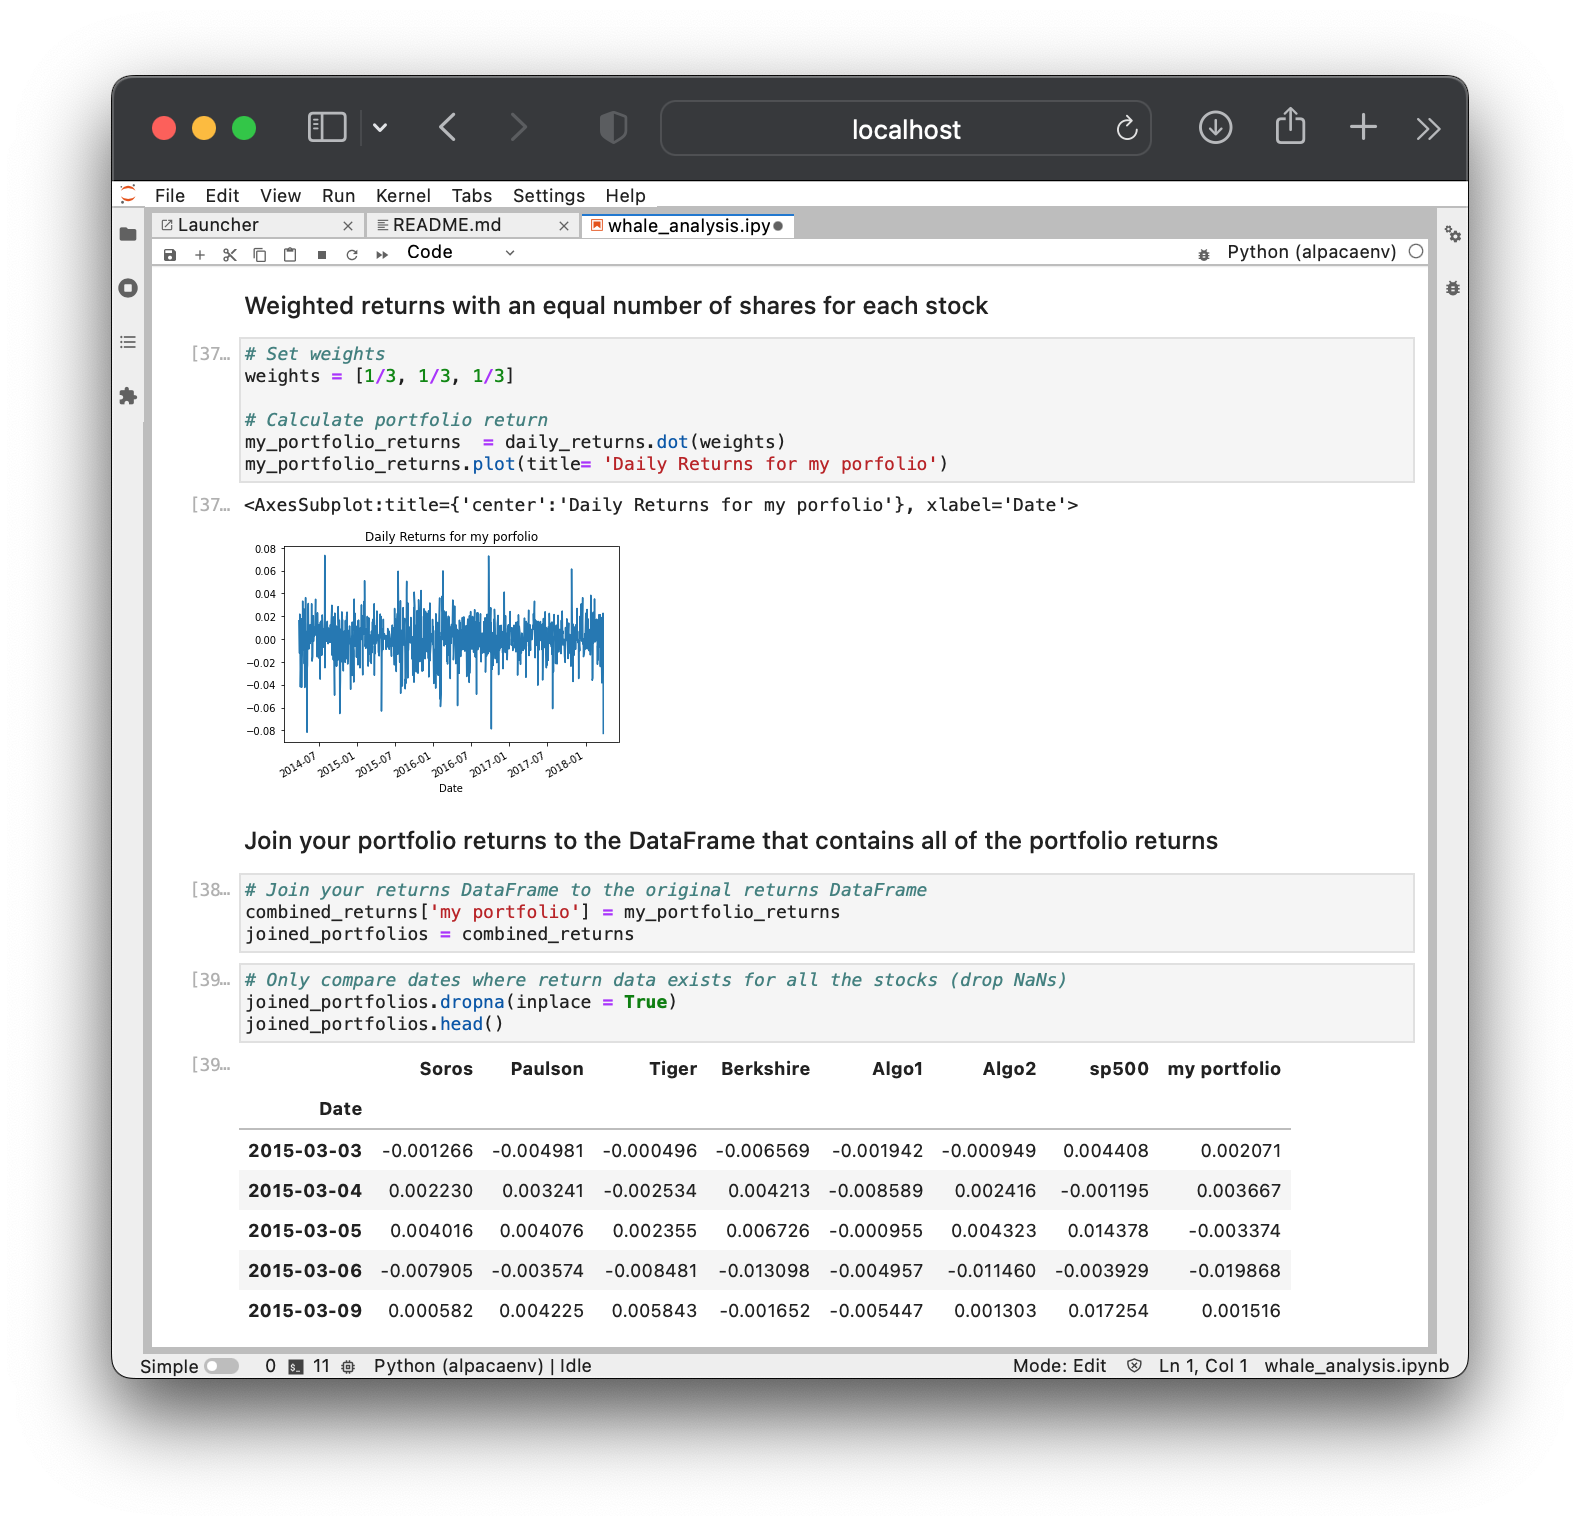 localhost
File Edit View Run Kernel Tabs Settings Help
Launcher README.md whale_analysis.ipy
Code Python (alpacaenv)
Weighted returns with an equal number of shares for each stock
[37…
# Set weights
weights = [1/3, 1/3, 1/3]
# Calculate portfolio return
my_portfolio_returns  = daily_returns.dot(weights)
my_portfolio_returns.plot(title= 'Daily Returns for my porfolio')
[37…
<AxesSubplot:title={'center':'Daily Returns for my porfolio'}, xlabel='Date'>
Daily Returns for my porfolio
0.08
0.06
0.04
0.02
0.00
−0.02
−0.04
−0.06
−0.08
2014-07 2015-01 2015-07 2016-01 2016-07 2017-01 2017-07 2018-01
Date
Join your portfolio returns to the DataFrame that contains all of the portfolio returns
[38…
# Join your returns DataFrame to the original returns DataFrame
combined_returns['my portfolio'] = my_portfolio_returns
joined_portfolios = combined_returns
[39…
# Only compare dates where return data exists for all the stocks (drop NaNs)
joined_portfolios.dropna(inplace = True)
joined_portfolios.head()
[39…
Soros Paulson Tiger Berkshire Algo1 Algo2 sp500 my portfolio
Date
2015-03-03 -0.001266 -0.004981 -0.000496 -0.006569 -0.001942 -0.000949 0.004408 0.002071
2015-03-04 0.002230 0.003241 -0.002534 0.004213 -0.008589 0.002416 -0.001195 0.003667
2015-03-05 0.004016 0.004076 0.002355 0.006726 -0.000955 0.004323 0.014378 -0.003374
2015-03-06 -0.007905 -0.003574 -0.008481 -0.013098 -0.004957 -0.011460 -0.003929 -0.019868
2015-03-09 0.000582 0.004225 0.005843 -0.001652 -0.005447 0.001303 0.017254 0.001516
Simple 0 $_ 11 Python (alpacaenv) | Idle Mode: Edit Ln 1, Col 1 whale_analysis.ipynb